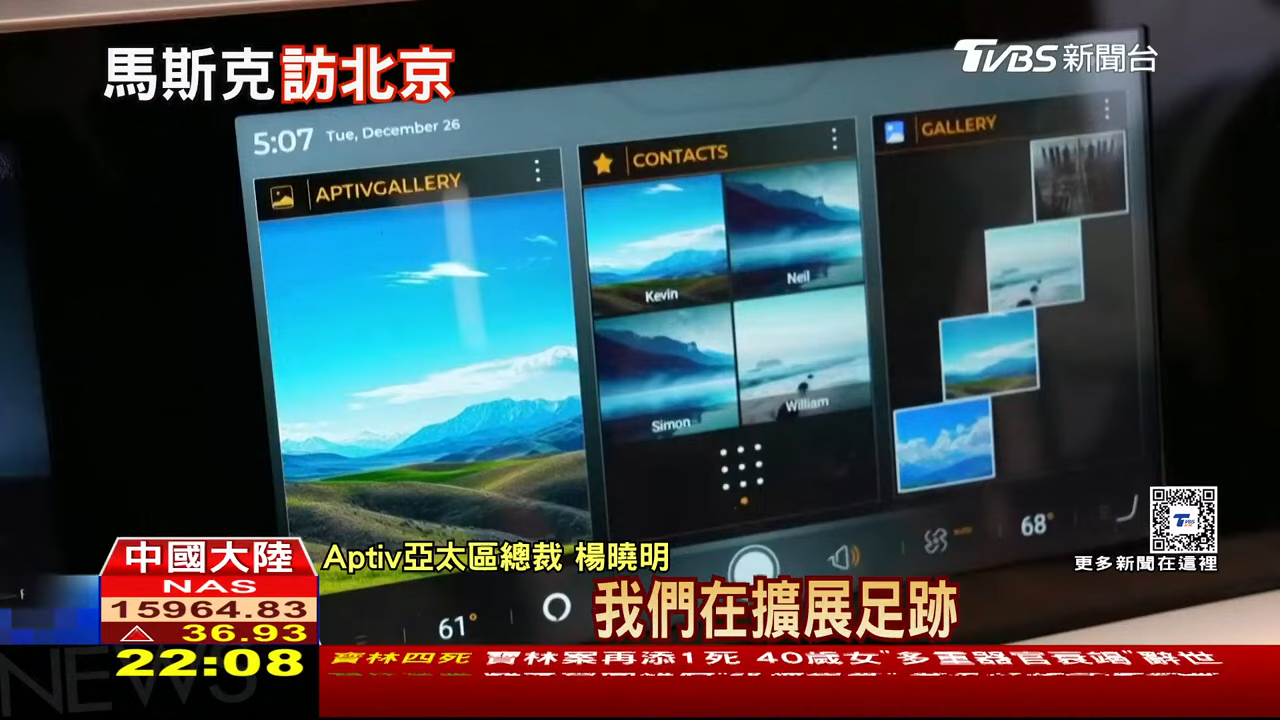 馬斯克訪北京
TVBS新聞台
5:07 Tue, December 26
APTIVGALLERY
CONTACTS
GALLERY
Kevin
Neil
Simon
William
61°
68°
TVBS
更多新聞在這裡
中國大陸
NAS
15964.83
36.93
22:08
Aptiv亞太區總裁 楊曉明
我們在擴展足跡
寶林四死 寶林案再添1死 40歲女"多重器官衰竭"辭世
NEWS